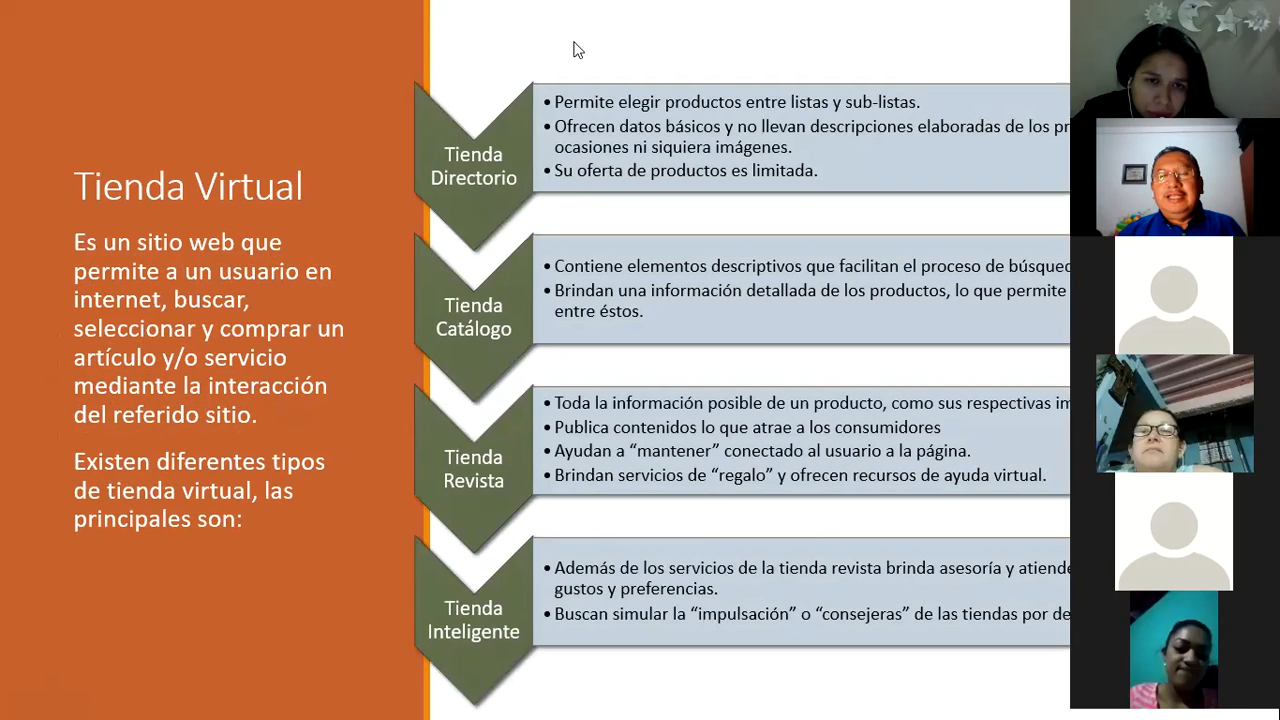 Tienda Virtual
Es un sitio web que
permite a un usuario en
internet, buscar,
seleccionar y comprar un
artículo y/o servicio
mediante la interacción
del referido sitio.
Existen diferentes tipos
de tienda virtual, las
principales son:
Tienda
Directorio
• Permite elegir productos entre listas y sub-listas.
• Ofrecen datos básicos y no llevan descripciones elaboradas de los
ocasiones ni siquiera imágenes.
• Su oferta de productos es limitada.
Tienda
Catálogo
• Contiene elementos descriptivos que facilitan el proceso de
• Brindan una información detallada de los productos, lo que permite
entre éstos.
Tienda
Revista
• Toda la información posible de un producto, como sus respectivas
• Publica contenidos lo que atrae a los consumidores
• Ayudan a “mantener” conectado al usuario a la página.
• Brindan servicios de “regalo” y ofrecen recursos de ayuda virtual.
Tienda
Inteligente
• Además de los servicios de la tienda revista brinda asesoría y
gustos y preferencias.
• Buscan simular la “impulsación” o “consejeras” de las tiendas por